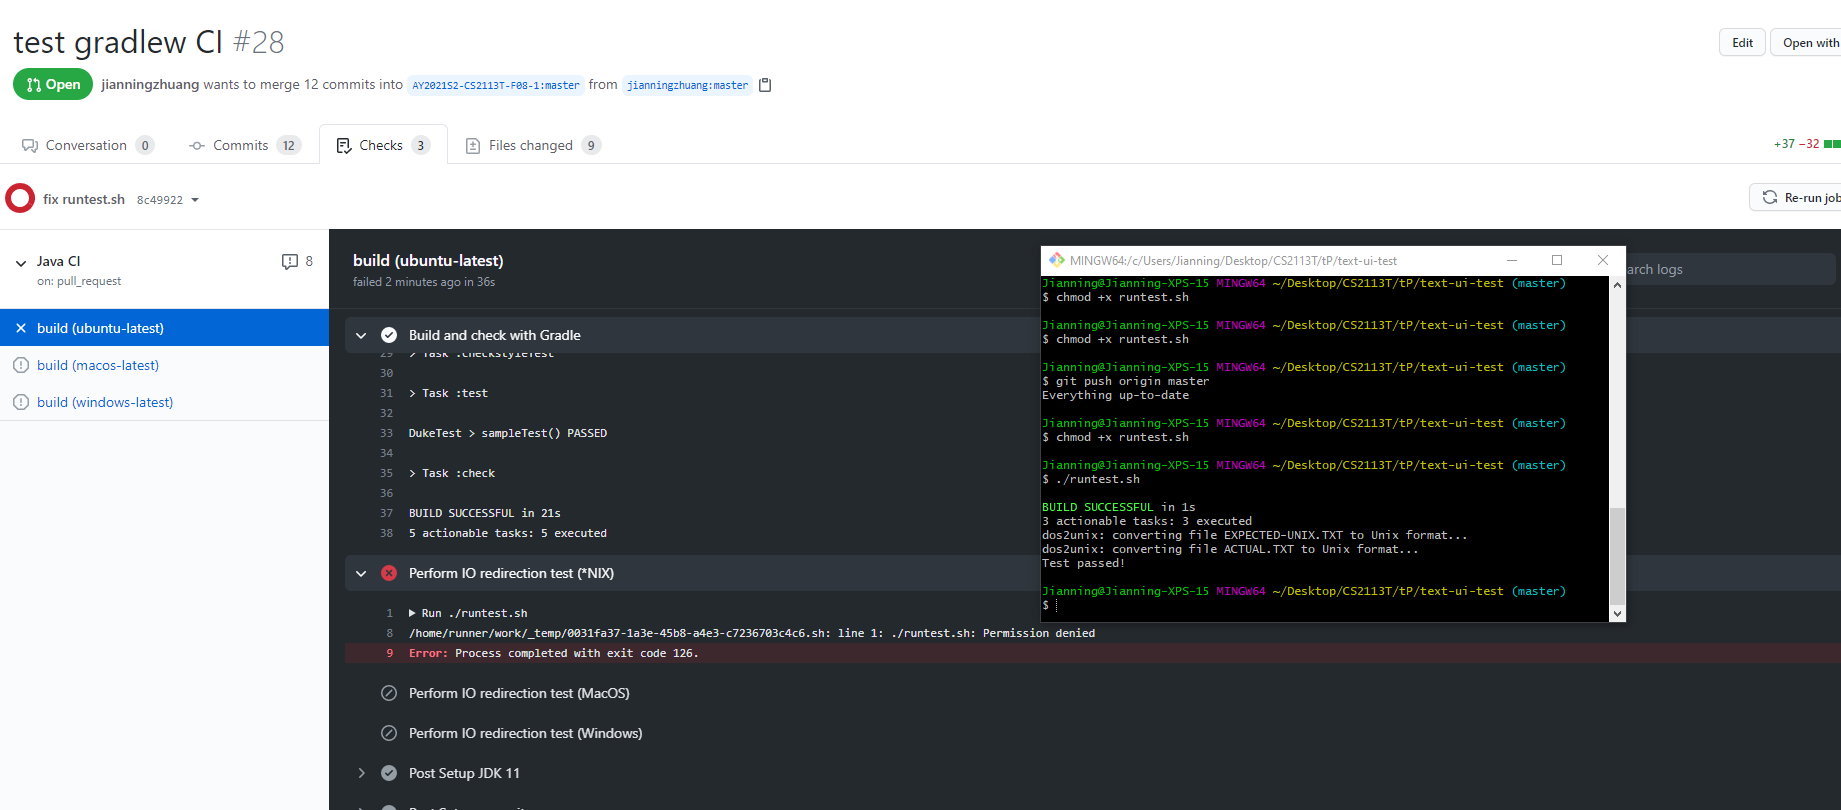 test gradlew CI #28
Edit
Open with
Open
jianningzhuang wants to merge 12 commits into AY2021S2-CS2113T-F08-1:master from jianningzhuang:master
Conversation 0
Commits 12
Checks 3
Files changed 9
+37 −32
fix runtest.sh 8c49922
Re-run job
Java CI
8
on: pull_request
build (ubuntu-latest)
build (macos-latest)
build (windows-latest)
build (ubuntu-latest)
failed 2 minutes ago in 36s
arch logs
Build and check with Gradle
29 > Task :checkstyleTest
30
31 > Task :test
32
33 DukeTest > sampleTest() PASSED
34
35 > Task :check
36
37 BUILD SUCCESSFUL in 21s
38 5 actionable tasks: 5 executed
Perform IO redirection test (*NIX)
1 Run ./runtest.sh
8 /home/runner/work/_temp/0031fa37-1a3e-45b8-a4e3-c7236703c4c6.sh: line 1: ./runtest.sh: Permission denied
9 Error: Process completed with exit code 126.
Perform IO redirection test (MacOS)
Perform IO redirection test (Windows)
Post Setup JDK 11
MINGW64:/c/Users/Jianning/Desktop/CS2113T/tP/text-ui-test
Jianning@Jianning-XPS-15 MINGW64 ~/Desktop/CS2113T/tP/text-ui-test (master)
$ chmod +x runtest.sh
Jianning@Jianning-XPS-15 MINGW64 ~/Desktop/CS2113T/tP/text-ui-test (master)
$ chmod +x runtest.sh
Jianning@Jianning-XPS-15 MINGW64 ~/Desktop/CS2113T/tP/text-ui-test (master)
$ git push origin master
Everything up-to-date
Jianning@Jianning-XPS-15 MINGW64 ~/Desktop/CS2113T/tP/text-ui-test (master)
$ chmod +x runtest.sh
Jianning@Jianning-XPS-15 MINGW64 ~/Desktop/CS2113T/tP/text-ui-test (master)
$ ./runtest.sh
BUILD SUCCESSFUL in 1s
3 actionable tasks: 3 executed
dos2unix: converting file EXPECTED-UNIX.TXT to Unix format...
dos2unix: converting file ACTUAL.TXT to Unix format...
Test passed!
Jianning@Jianning-XPS-15 MINGW64 ~/Desktop/CS2113T/tP/text-ui-test (master)
$